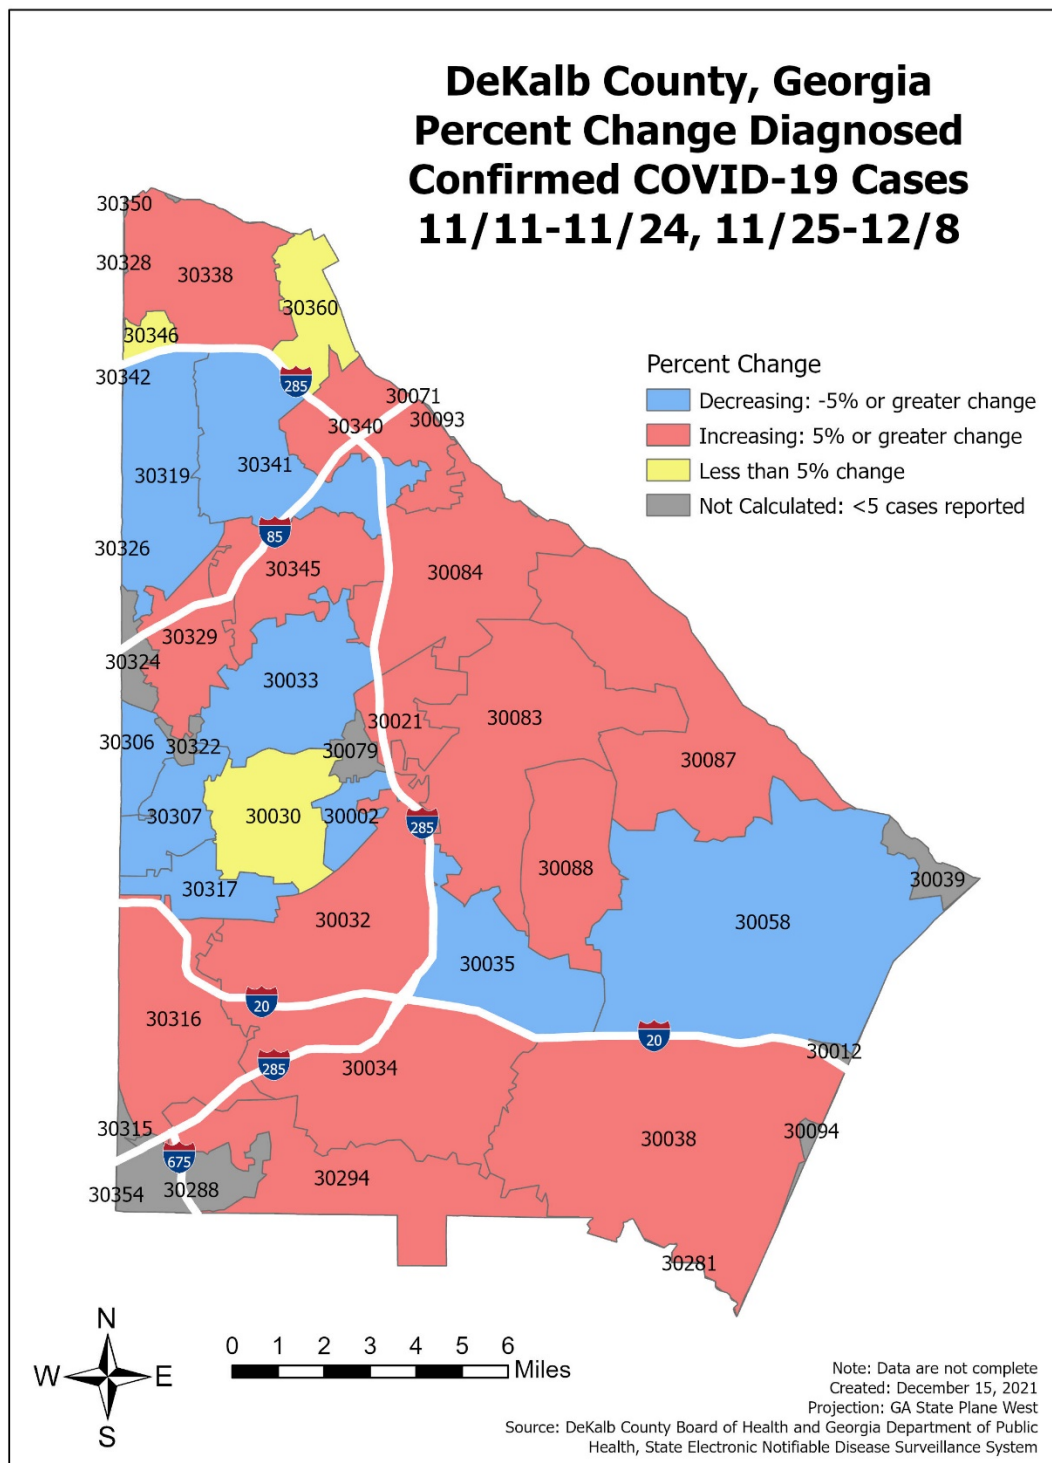 DeKalb County, Georgia
Percent Change Diagnosed
Confirmed COVID-19 Cases
11/11-11/24, 11/25-12/8
30350
30328
30338
30360
30346
30342
285
30071
30340
30093
30319
30341
85
30326
30345
30084
30329
30324
30033
30306
30322
30079
30021
30083
30087
30307
30030
30002
285
30317
30088
30039
30032
30058
30035
20
30316
20
30012
285
30034
30315
30038
30094
675
30354
30288
30294
30281
Percent Change
Decreasing: -5% or greater change
Increasing: 5% or greater change
Less than 5% change
Not Calculated: <5 cases reported
N
W E
S
0 1 2 3 4 5 6
Miles
Note: Data are not complete
Created: December 15, 2021
Projection: GA State Plane West
Source: DeKalb County Board of Health and Georgia Department of Public
Health, State Electronic Notifiable Disease Surveillance System